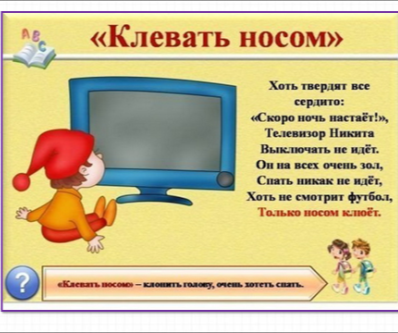 АВС
«Клевать носом»
Хоть твердят все
сердито:
«Скоро ночь настаёт!»,
Телевизор Никита
Выключать не идёт.
Он на всех очень зол,
Спать никак не идёт,
Хоть не смотрит футбол,
Только носом клюёт.
?
«Клевать носом» – клонить голову, очень хотеть спать.